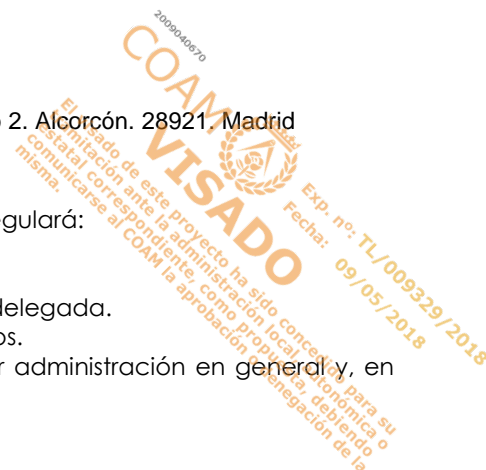 2009040670
COAM
VISADO
Exp. nº: TL/009329/2018
Fecha: 09/05/2018
El visado de este proyecto ha sido concedido para su
tramitación ante la administración local autonómica o
estatal correspondiente, como propuesta, debiendo
comunicarse al COAM la aprobación o denegación de la
misma.
2. Alcorcón. 28921. Madrid
egulará:
delegada.
os.
administración en general y, en